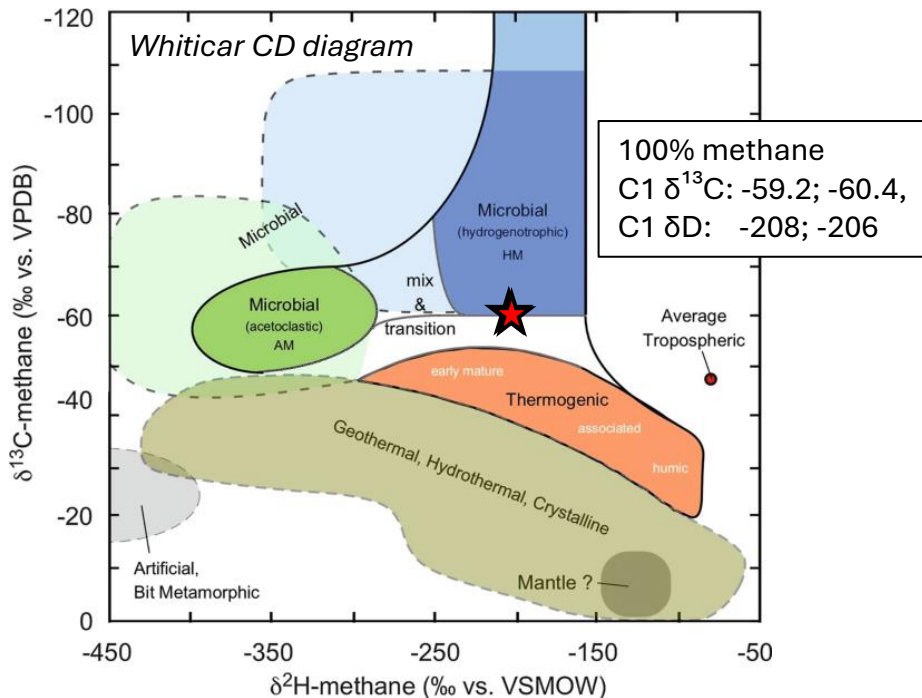 Whiticar CD diagram
100% methane
C1 δ¹³C: -59.2; -60.4,
C1 δD: -208; -206
δ¹³C-methane (‰ vs. VPDB)
-120
-100
-80
-60
-40
-20
0
Microbial
Microbial
(hydrogenotrophic)
HM
Microbial
(acetoclastic)
AM
mix
&
transition
Average
Tropospheric
early mature
Thermogenic
associated
humic
Geothermal, Hydrothermal, Crystalline
Artificial,
Bit Metamorphic
Mantle ?
-450
-350
-250
-150
-50
δ²H-methane (‰ vs. VSMOW)